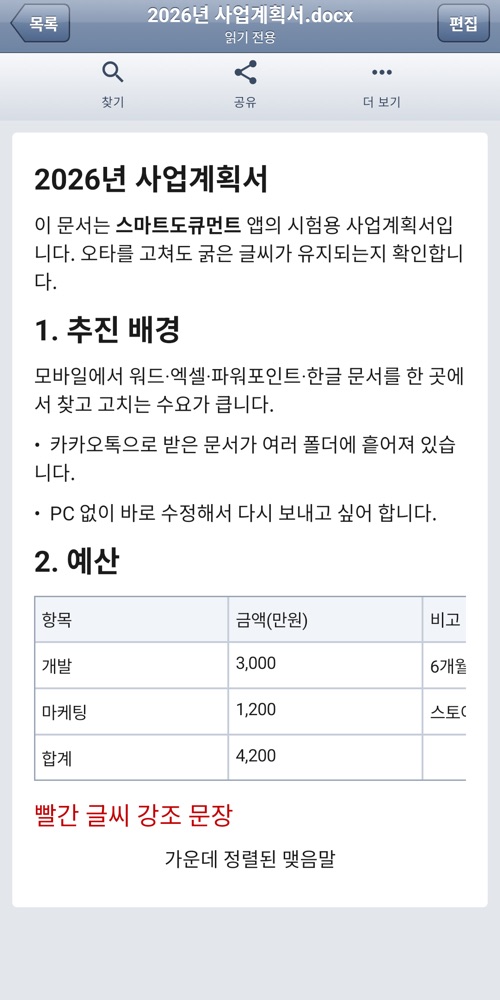 목록
2026년 사업계획서.docx
읽기 전용
편집
찾기
공유
더 보기
2026년 사업계획서
이 문서는 스마트도큐먼트 앱의 시험용 사업계획서입
니다. 오타를 고쳐도 굵은 글씨가 유지되는지 확인합니
다.
1. 추진 배경
모바일에서 워드·엑셀·파워포인트·한글 문서를 한 곳에
서 찾고 고치는 수요가 큽니다.
• 카카오톡으로 받은 문서가 여러 폴더에 흩어져 있습
니다.
• PC 없이 바로 수정해서 다시 보내고 싶어 합니다.
2. 예산
항목 금액(만원) 비고
개발 3,000 6개월
마케팅 1,200
합계 4,200
빨간 글씨 강조 문장
가운데 정렬된 맺음말